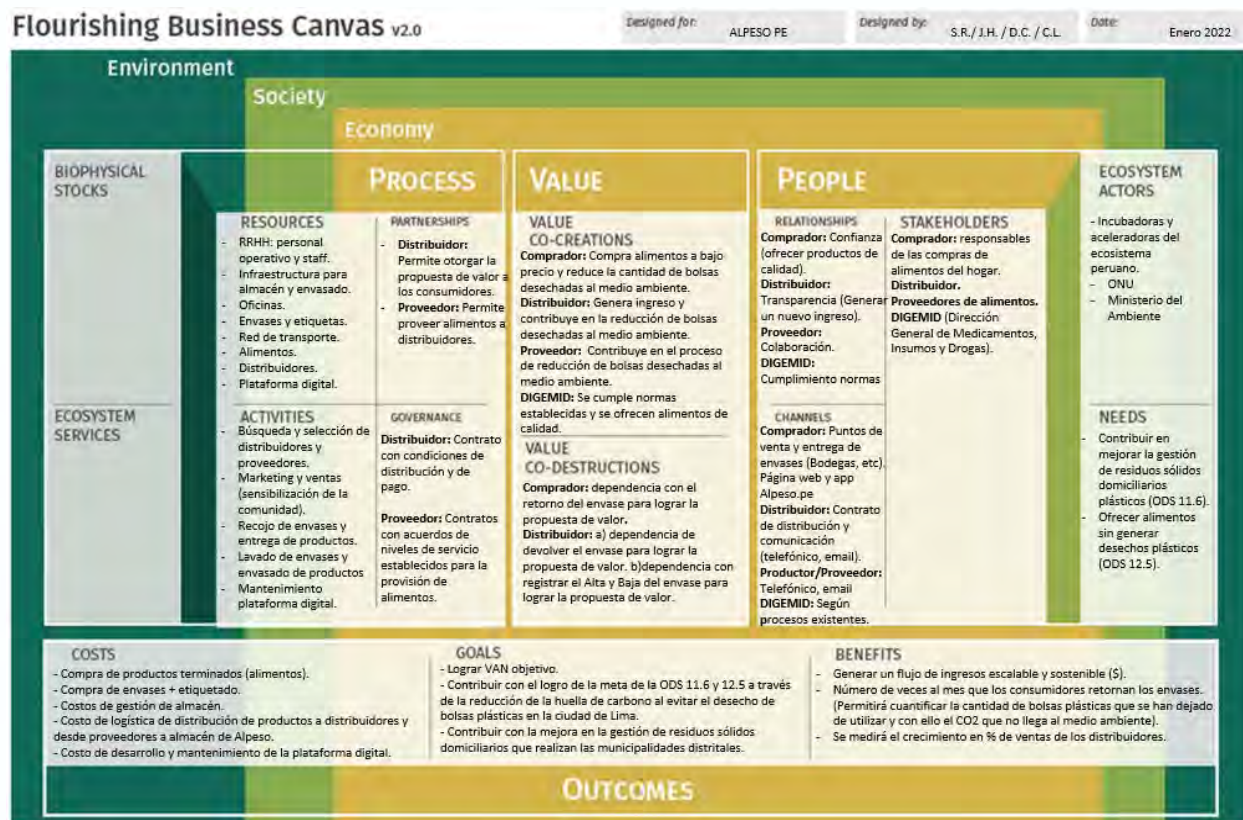 Flourishing Business Canvas v2.0
Designed for:
ALPESO PE
Designed by:
S.R./ J.H. / D.C. / C.L.
Date:
Enero 2022
Environment
Society
Economy
BIOPHYSICAL
STOCKS
ECOSYSTEM
SERVICES
PROCESS
RESOURCES
- RRHH: personal
operativo y staff.
- Infraestructura para
almacén y envasado.
- Oficinas.
- Envases y etiquetas.
- Red de transporte.
- Alimentos.
- Distribuidores.
- Plataforma digital.
PARTNERSHIPS
- Distribuidor:
Permite otorgar la
propuesta de valor a
los consumidores.
- Proveedor: Permite
proveer alimentos a
distribuidores.
ACTIVITIES
- Búsqueda y selección de
distribuidores y
proveedores.
- Marketing y ventas
(sensibilización de la
comunidad).
- Recojo de envases y
entrega de productos.
- Lavado de envases y
envasado de productos
- Mantenimiento
plataforma digital.
GOVERNANCE
Distribuidor: Contrato
con condiciones de
distribución y de
pago.
Proveedor: Contratos
con acuerdos de
niveles de servicio
establecidos para la
provisión de
alimentos.
VALUE
VALUE
CO-CREATIONS
Comprador: Compra alimentos a bajo
precio y reduce la cantidad de bolsas
desechadas al medio ambiente.
Distribuidor: Genera ingreso y
contribuye en la reducción de bolsas
desechadas al medio ambiente.
Proveedor: Contribuye en el proceso
de reducción de bolsas desechadas al
medio ambiente.
DIGEMID: Se cumple normas
establecidas y se ofrecen alimentos de
calidad.
VALUE
CO-DESTRUCTIONS
Comprador: dependencia con el
retorno del envase para lograr la
propuesta de valor.
Distribuidor: a) dependencia de
devolver el envase para lograr la
propuesta de valor. b)dependencia con
registrar el Alta y Baja del envase para
lograr la propuesta de valor.
PEOPLE
RELATIONSHIPS
Comprador: Confianza
(ofrecer productos de
calidad).
Distribuidor:
Transparencia (Generar
un nuevo ingreso).
Proveedor:
Colaboración.
DIGEMID:
Cumplimiento normas
STAKEHOLDERS
Comprador: responsables
de las compras de
alimentos del hogar.
Distribuidor.
Proveedores de alimentos.
DIGEMID (Dirección
General de Medicamentos,
Insumos y Drogas).
CHANNELS
Comprador: Puntos de
venta y entrega de
envases (Bodegas, etc).
Página web y app
Alpeso.pe
Distribuidor: Contrato
de distribución y
comunicación
(telefónico, email).
Productor/Proveedor:
Telefónico, email
DIGEMID: Según
procesos existentes.
ECOSYSTEM
ACTORS
- Incubadoras y
aceleradoras del
ecosistema
peruano.
- ONU
- Ministerio del
Ambiente
NEEDS
- Contribuir en
mejorar la gestión
de residuos sólidos
domiciliarios
plásticos (ODS 11.6).
- Ofrecer alimentos
sin generar
desechos plásticos
(ODS 12.5).
COSTS
- Compra de productos terminados (alimentos).
- Compra de envases + etiquetado.
- Costos de gestión de almacén.
- Costo de logística de distribución de productos a distribuidores y
desde proveedores a almacén de Alpeso.
- Costo de desarrollo y mantenimiento de la plataforma digital.
GOALS
- Lograr VAN objetivo.
- Contribuir con el logro de la meta de la ODS 11.6 y 12.5 a través
de la reducción de la huella de carbono al evitar el desecho de
bolsas plásticas en la ciudad de Lima.
- Contribuir con la mejora en la gestión de residuos sólidos
domiciliarios que realizan las municipalidades distritales.
BENEFITS
- Generar un flujo de ingresos escalable y sostenible ($).
- Número de veces al mes que los consumidores retornan los envases.
(Permitirá cuantificar la cantidad de bolsas plásticas que se han dejado
de utilizar y con ello el CO2 que no llega al medio ambiente).
- Se medirá el crecimiento en % de ventas de los distribuidores.
OUTCOMES